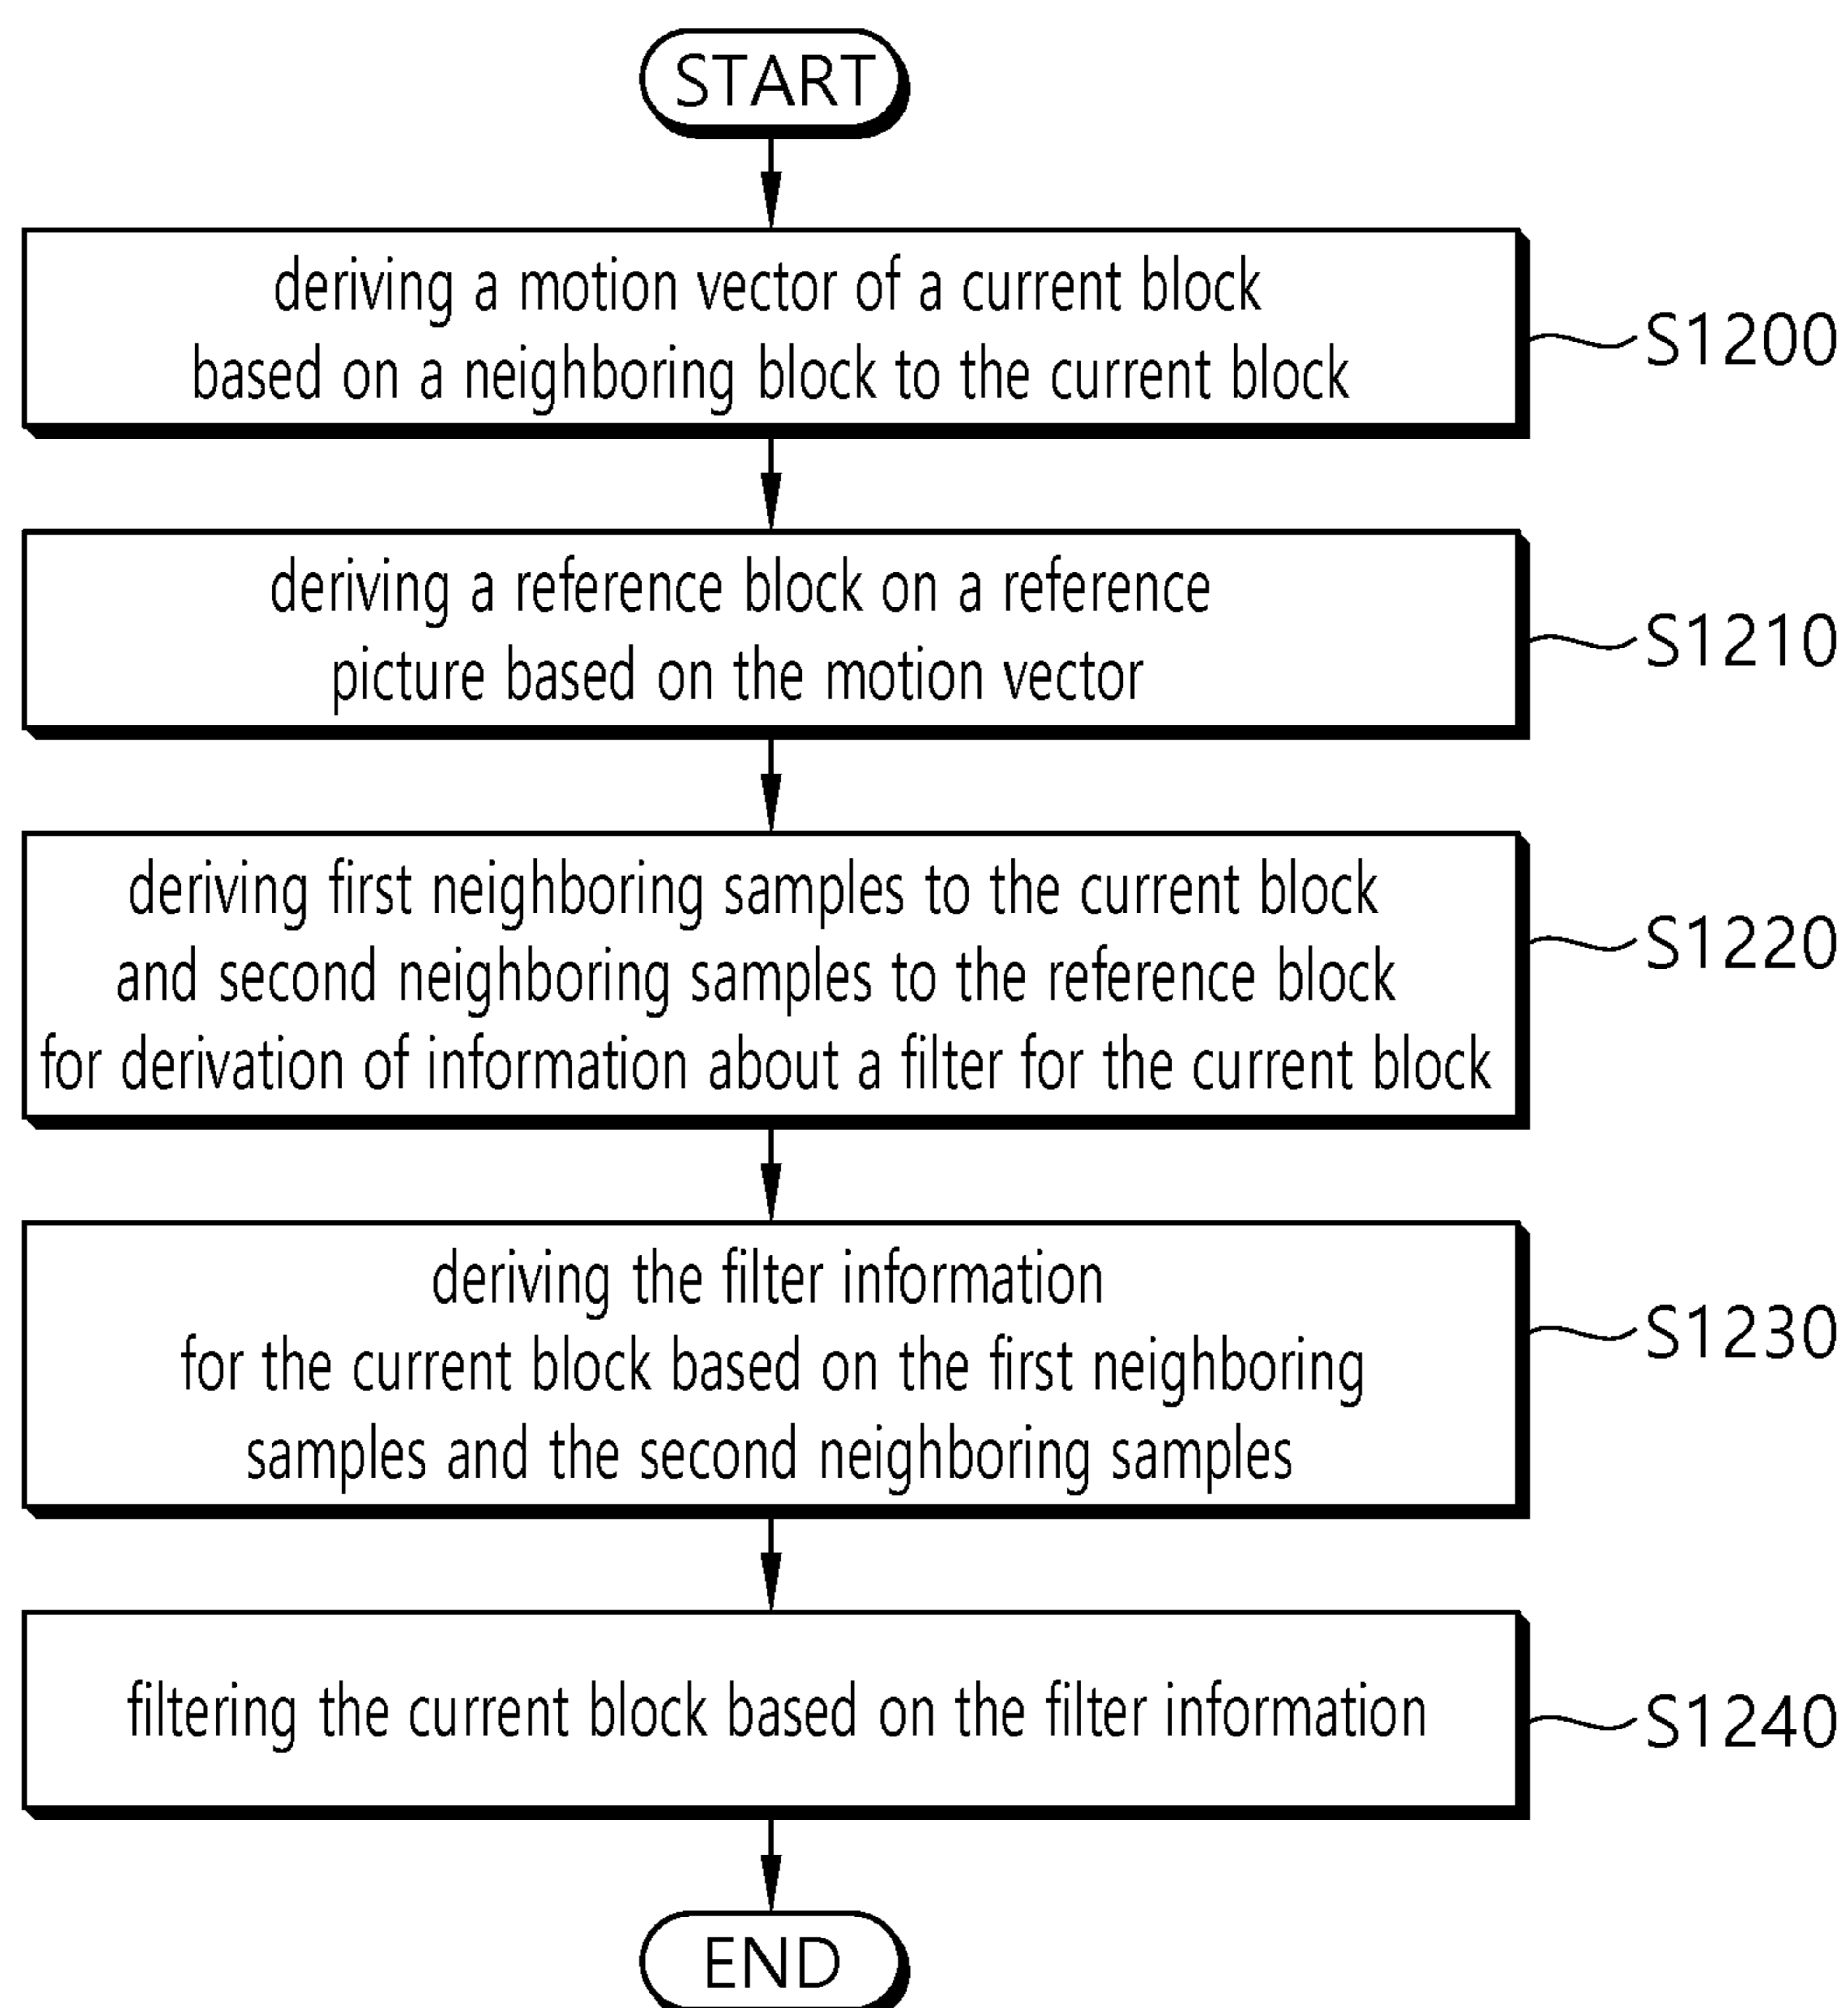 START
deriving a motion vector of a current block
based on a neighboring block to the current block
S1200
deriving a reference block on a reference
picture based on the motion vector
S1210
deriving first neighboring samples to the current block
and second neighboring samples to the reference block
for derivation of information about a filter for the current block
S1220
deriving the filter information
for the current block based on the first neighboring
samples and the second neighboring samples
S1230
filtering the current block based on the filter information
S1240
END